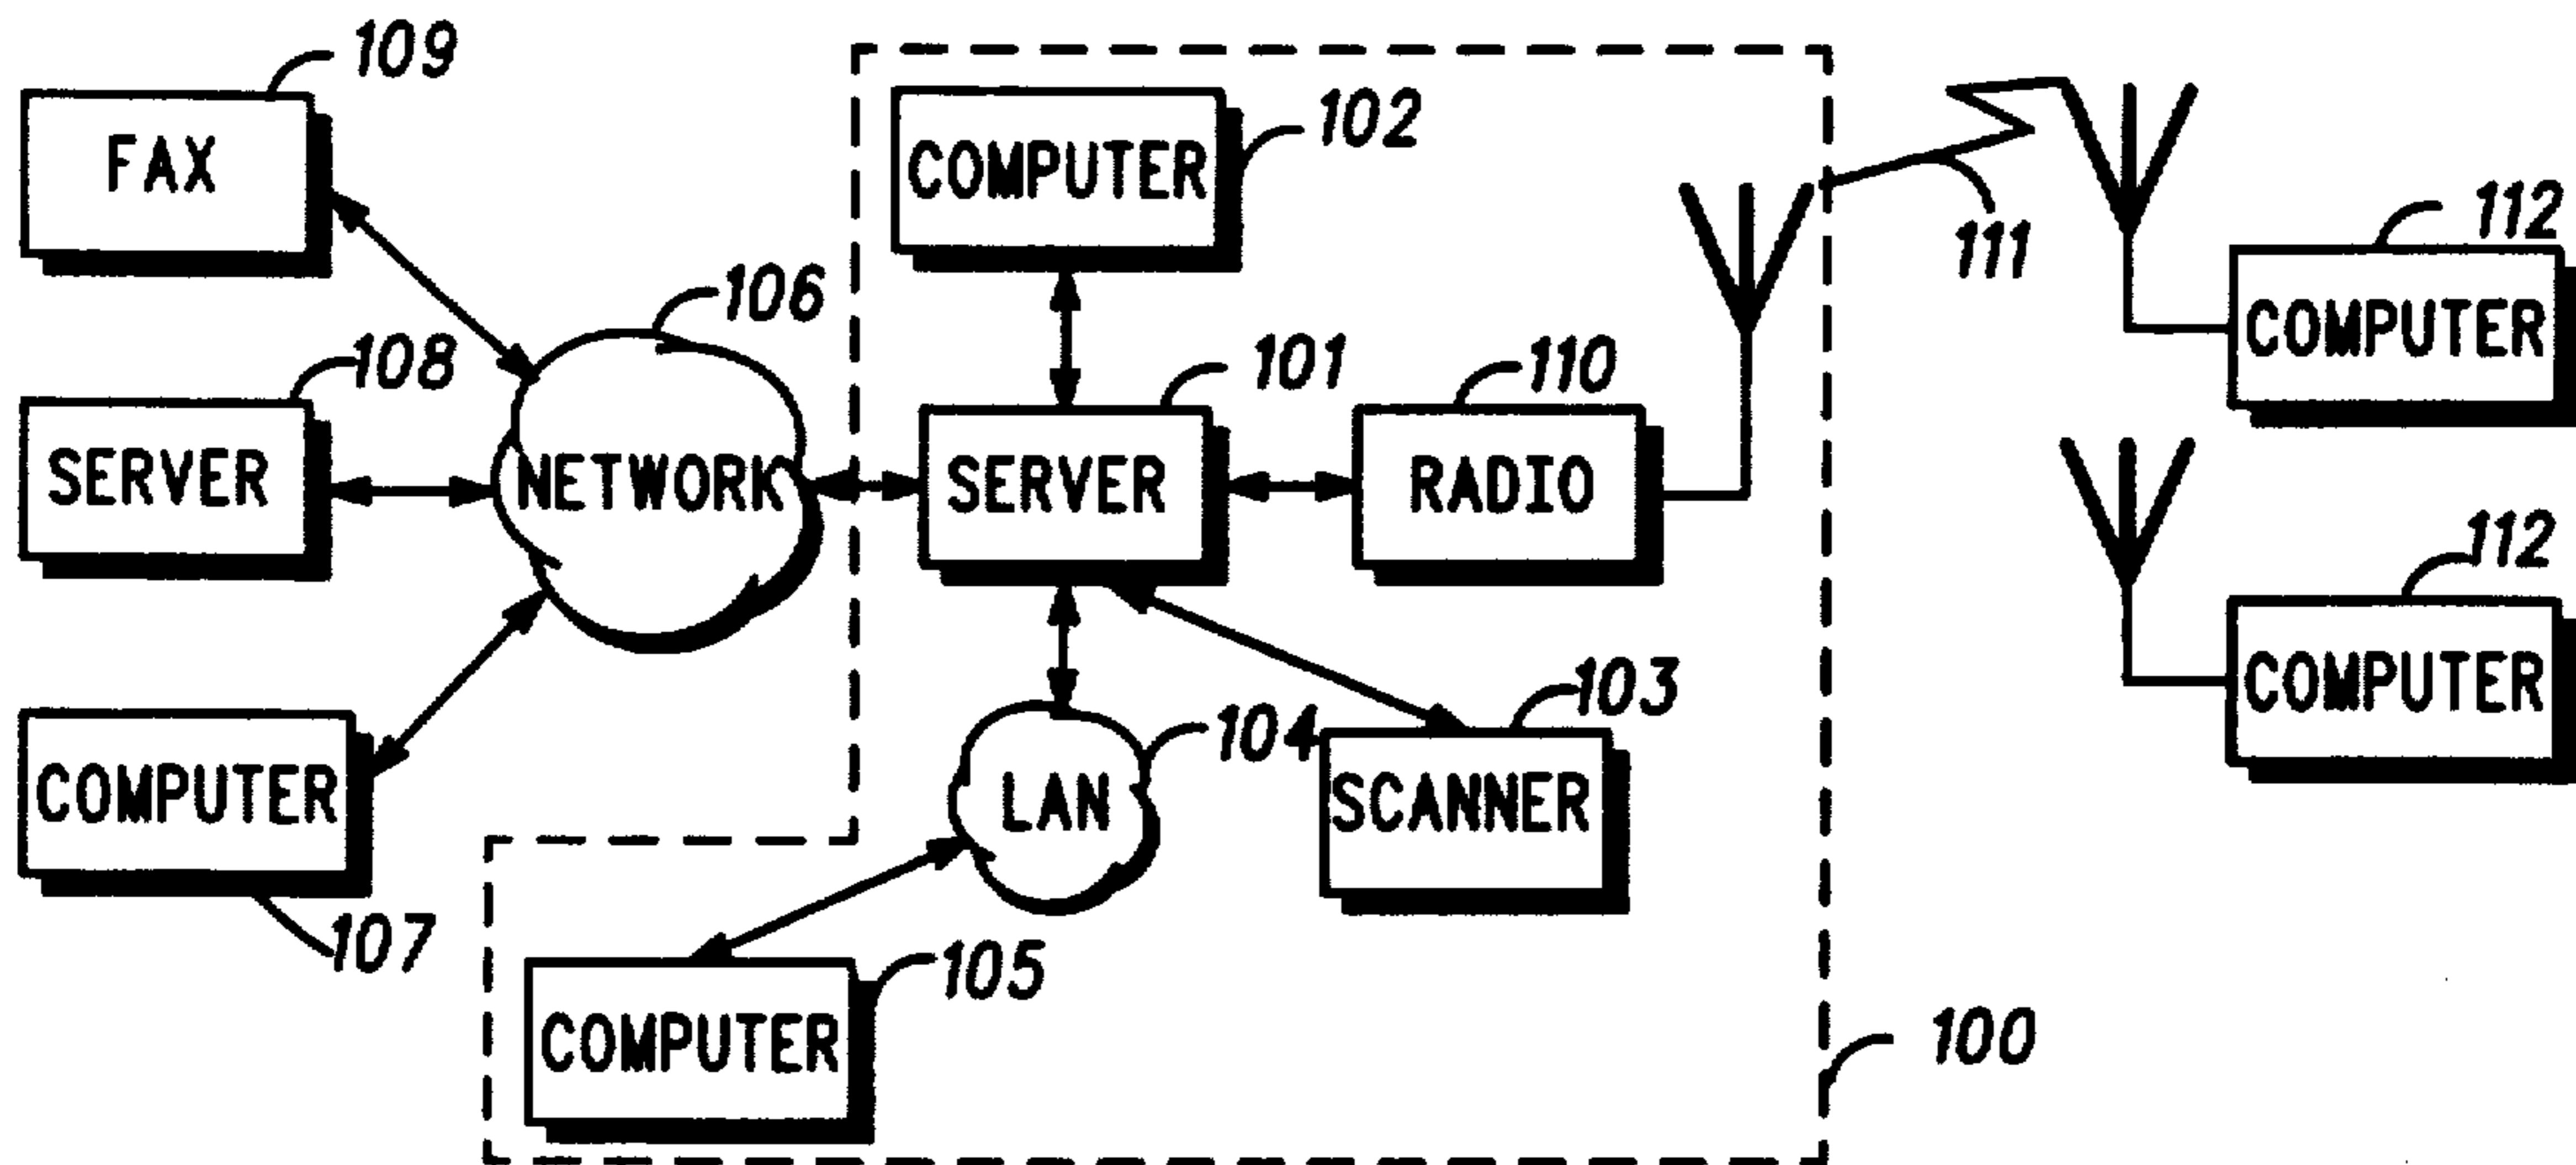 109
FAX
102
COMPUTER
111
112
COMPUTER
106
108
SERVER
NETWORK
101
SERVER
110
RADIO
112
COMPUTER
107
COMPUTER
104
LAN
103
SCANNER
105
COMPUTER
100